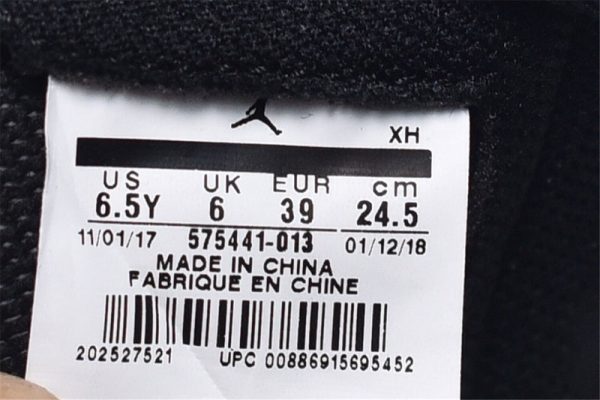 XH
US UK EUR cm
6.5Y 6 39 24.5
11/01/17 575441-013 01/12/18
MADE IN CHINA
FABRIQUE EN CHINE
202527521 UPC 00886915695452